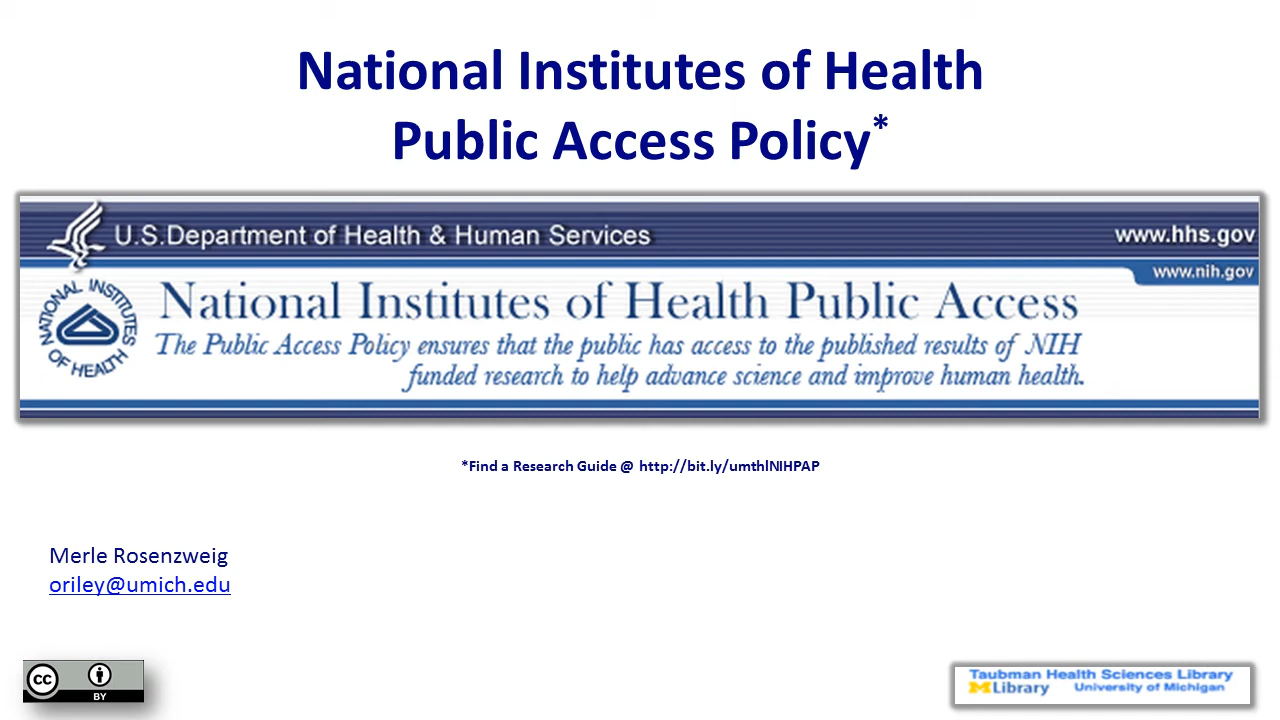 National Institutes of Health
Public Access Policy*
U.S.Department of Health & Human Services
www.hhs.gov
www.nih.gov
NATIONAL INSTITUTES OF HEALTH
National Institutes of Health Public Access
The Public Access Policy ensures that the public has access to the published results of NIH
funded research to help advance science and improve human health.
*Find a Research Guide @ http://bit.ly/umthlNIHPAP
Merle Rosenzweig
oriley@umich.edu
cc
BY
Taubman Health Sciences Library
MLibrary University of Michigan